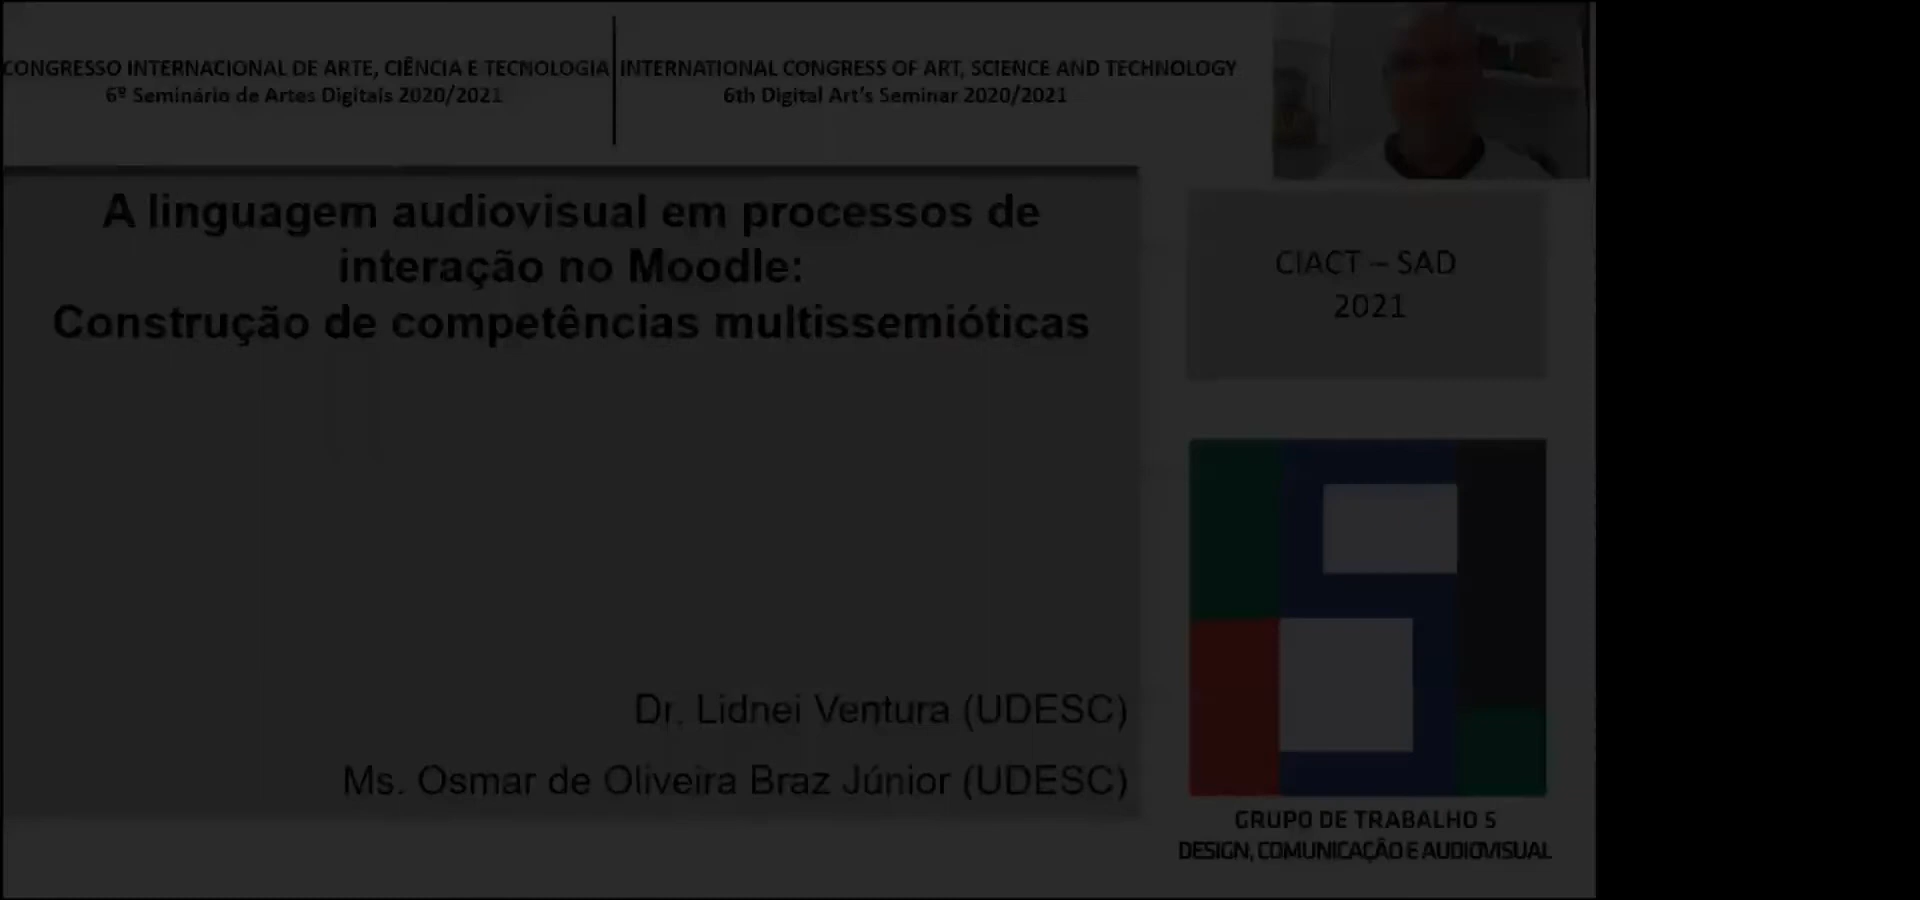 CONGRESSO INTERNACIONAL DE ARTE, CIÊNCIA E TECNOLOGIA
6º Seminário de Artes Digitais 2020/2021
INTERNATIONAL CONGRESS OF ART, SCIENCE AND TECHNOLOGY
6th Digital Art's Seminar 2020/2021
A linguagem audiovisual em processos de
interação no Moodle:
Construção de competências multissemióticas
Dr. Lidnei Ventura (UDESC)
Ms. Osmar de Oliveira Braz Júnior (UDESC)
CIACT – SAD
2021
GRUPO DE TRABALHO 5
DESIGN, COMUNICAÇÃO E AUDIOVISUAL